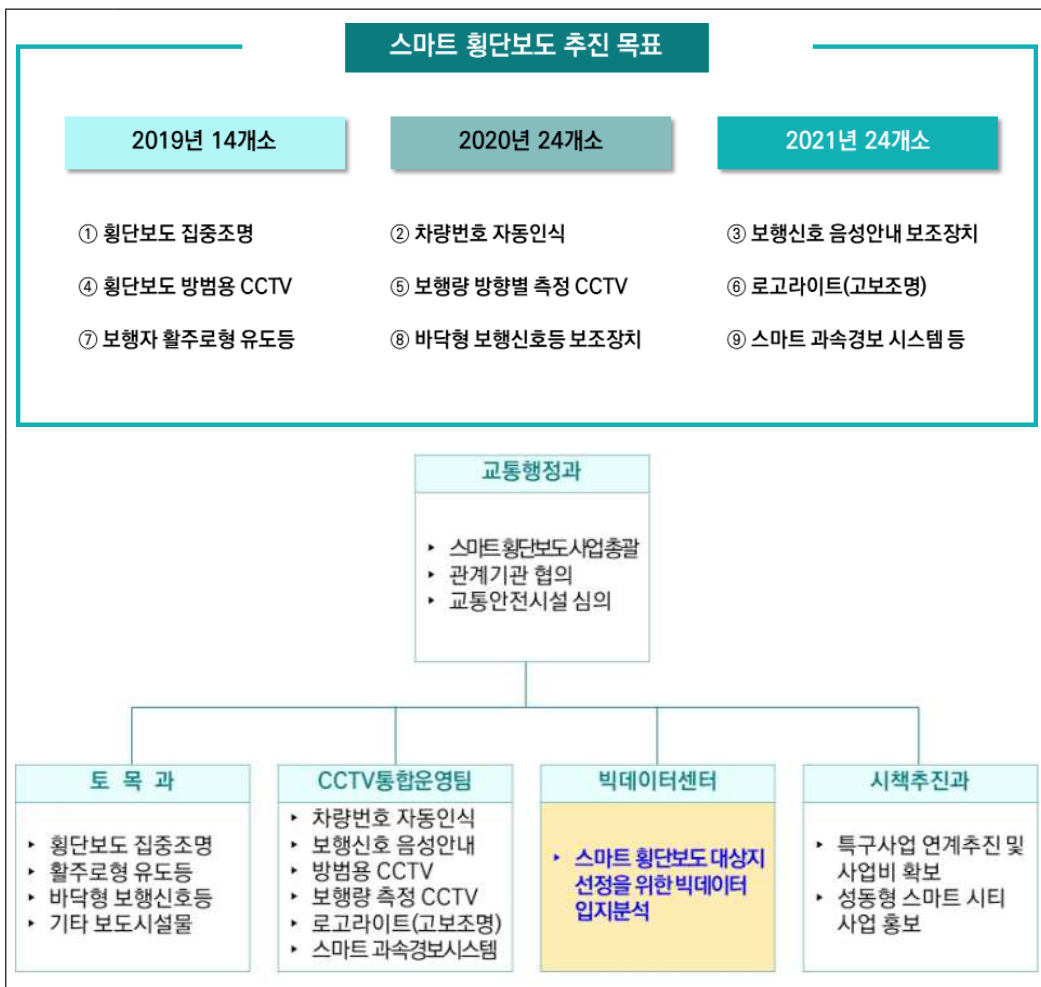 스마트 횡단보도 추진 목표
2019년 14개소
2020년 24개소
2021년 24개소
① 횡단보도 집중조명
② 차량번호 자동인식
③ 보행신호 음성안내 보조장치
④ 횡단보도 방범용 CCTV
⑤ 보행량 방향별 측정 CCTV
⑥ 로고라이트(고보조명)
⑦ 보행자 활주로형 유도등
⑧ 바닥형 보행신호등 보조장치
⑨ 스마트 과속경보 시스템 등
교통행정과
‣ 스마트 횡단보도 사업 총괄
‣ 관계기관 협의
‣ 교통안전시설 심의
토 목 과
‣ 횡단보도 집중조명
‣ 활주로형 유도등
‣ 바닥형 보행신호등
‣ 기타 보도시설물
CCTV통합운영팀
‣ 차량번호 자동인식
‣ 보행신호 음성안내
‣ 방범용 CCTV
‣ 보행량 측정 CCTV
‣ 로고라이트(고보조명)
‣ 스마트 과속경보시스템
빅데이터센터
‣ 스마트 횡단보도 대상지
선정을 위한 빅데이터
입지분석
시책추진과
‣ 특구사업 연계추진 및
사업비 확보
‣ 성동형 스마트 시티
사업 홍보